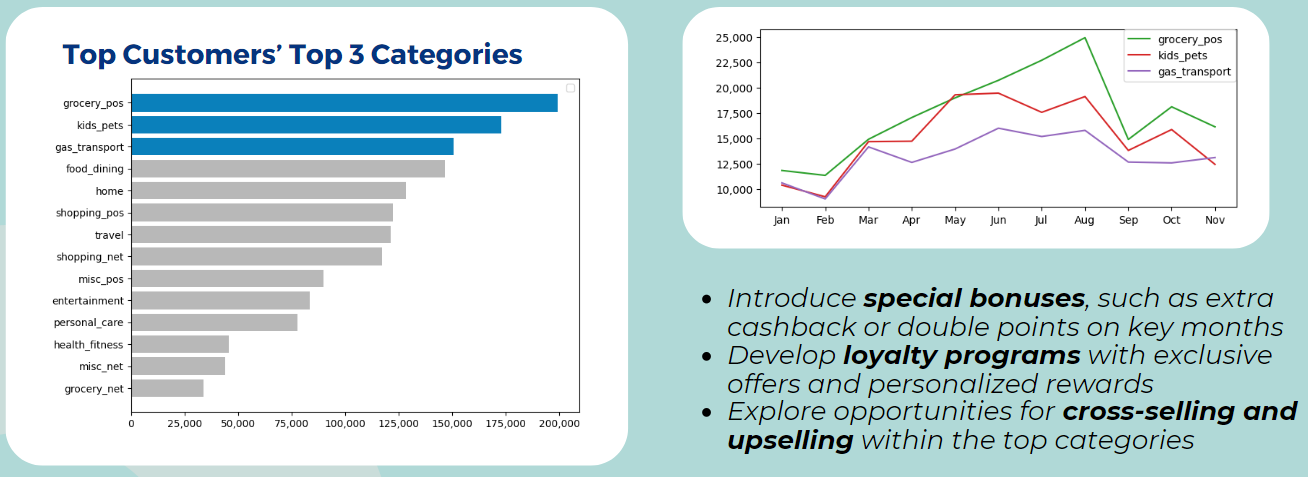 Top Customers' Top 3 Categories
grocery_pos
kids_pets
gas_transport
food_dining
home
shopping_pos
travel
shopping_net
misc_pos
entertainment
personal_care
health_fitness
misc_net
grocery_net
0 25,000 50,000 75,000 100,000 125,000 150,000 175,000 200,000
25,000
22,500
20,000
17,500
15,000
12,500
10,000
Jan Feb Mar Apr May Jun Jul Aug Sep Oct Nov
grocery_pos
kids_pets
gas_transport
• Introduce special bonuses, such as extra
cashback or double points on key months
• Develop loyalty programs with exclusive
offers and personalized rewards
• Explore opportunities for cross-selling and
upselling within the top categories